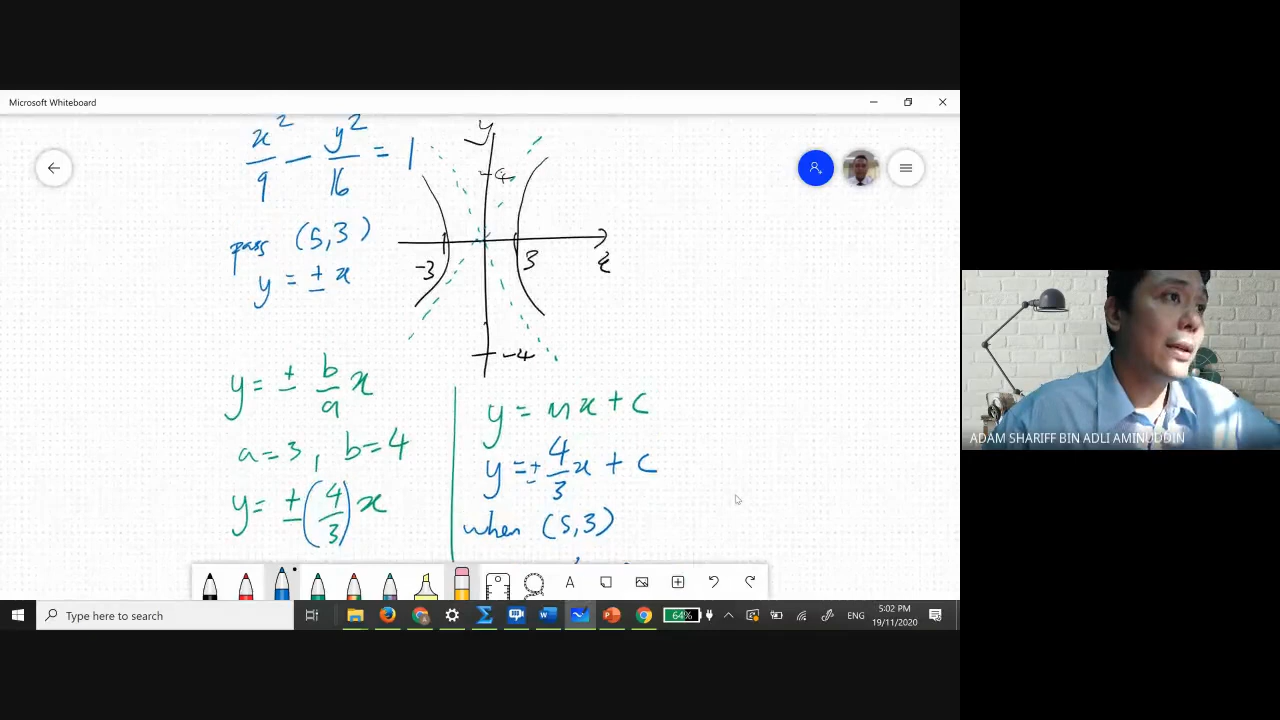 Microsoft Whiteboard
x²/9 − y²/16 = 1
pass (5,3)
y = ± x
y
4
-3
3
x
-4
y = ± b/a x
a=3, b=4
y = ± (4/3) x
y = mx + c
y = ± 4/3 x + c
when (5,3)
A
ADAM SHARIFF BIN ADLI AMINUDDIN
Type here to search
64%
ENG
5:02 PM
19/11/2020